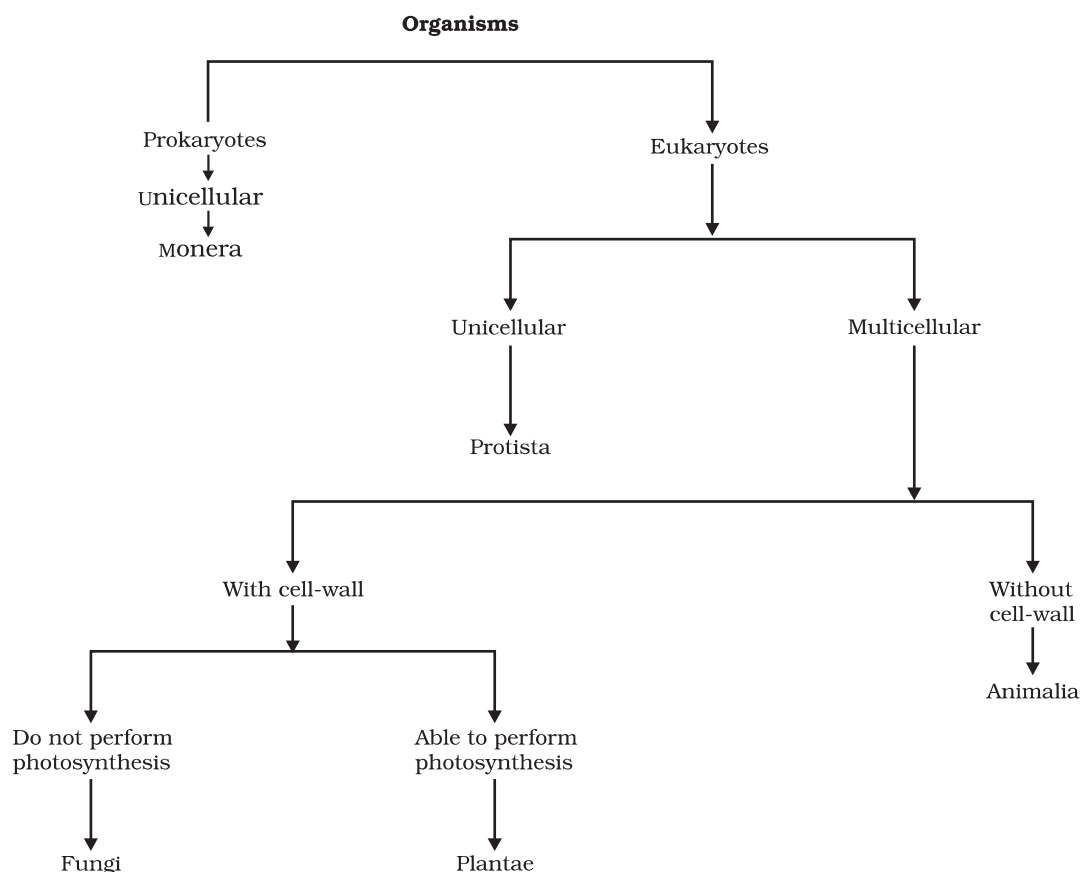 Organisms
Prokaryotes
Eukaryotes
Unicellular
Monera
Unicellular
Multicellular
Protista
With cell-wall
Without
cell-wall
Animalia
Do not perform
photosynthesis
Able to perform
photosynthesis
Fungi
Plantae